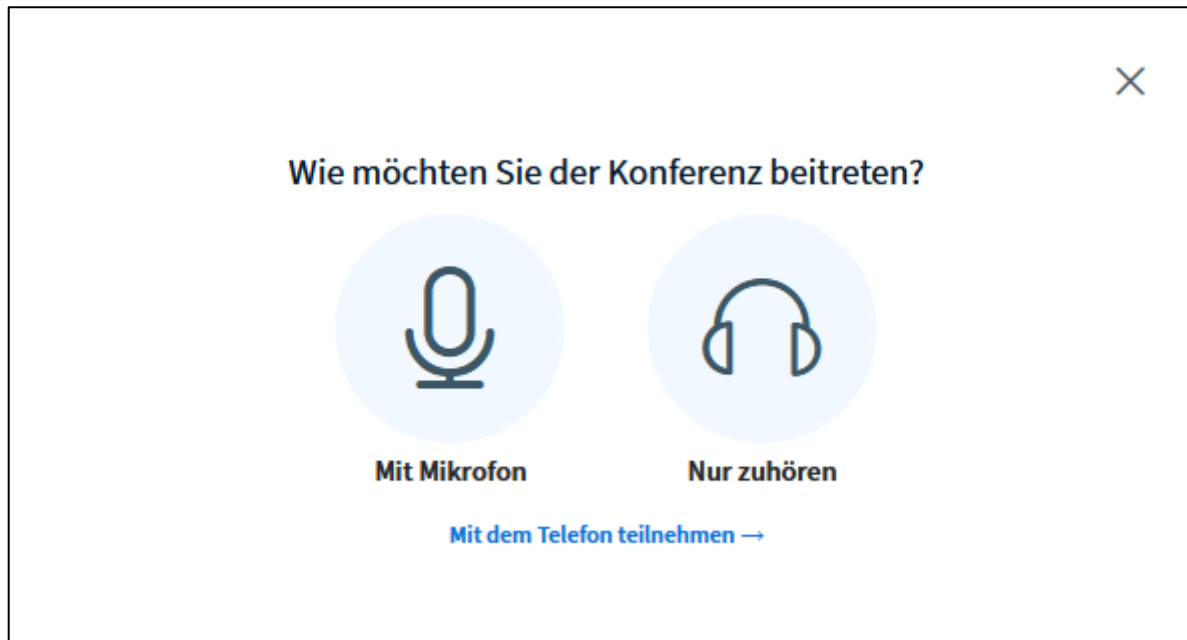 Wie möchten Sie der Konferenz beitreten?
Mit Mikrofon
Nur zuhören
Mit dem Telefon teilnehmen →